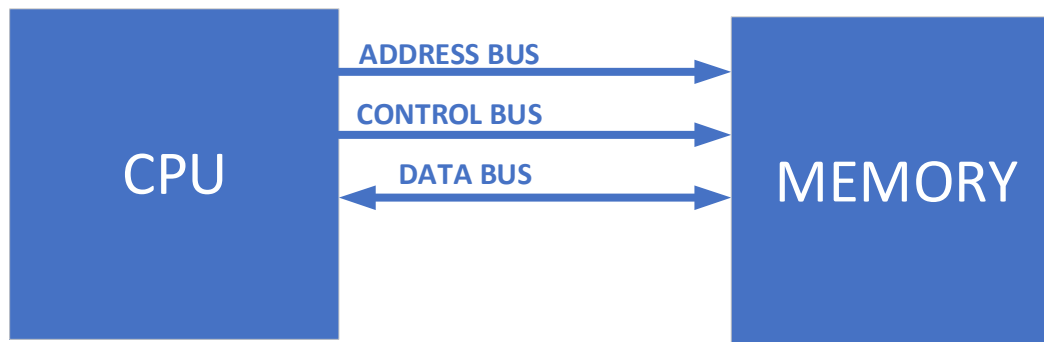 ADDRESS BUS
CONTROL BUS
DATA BUS
CPU
MEMORY